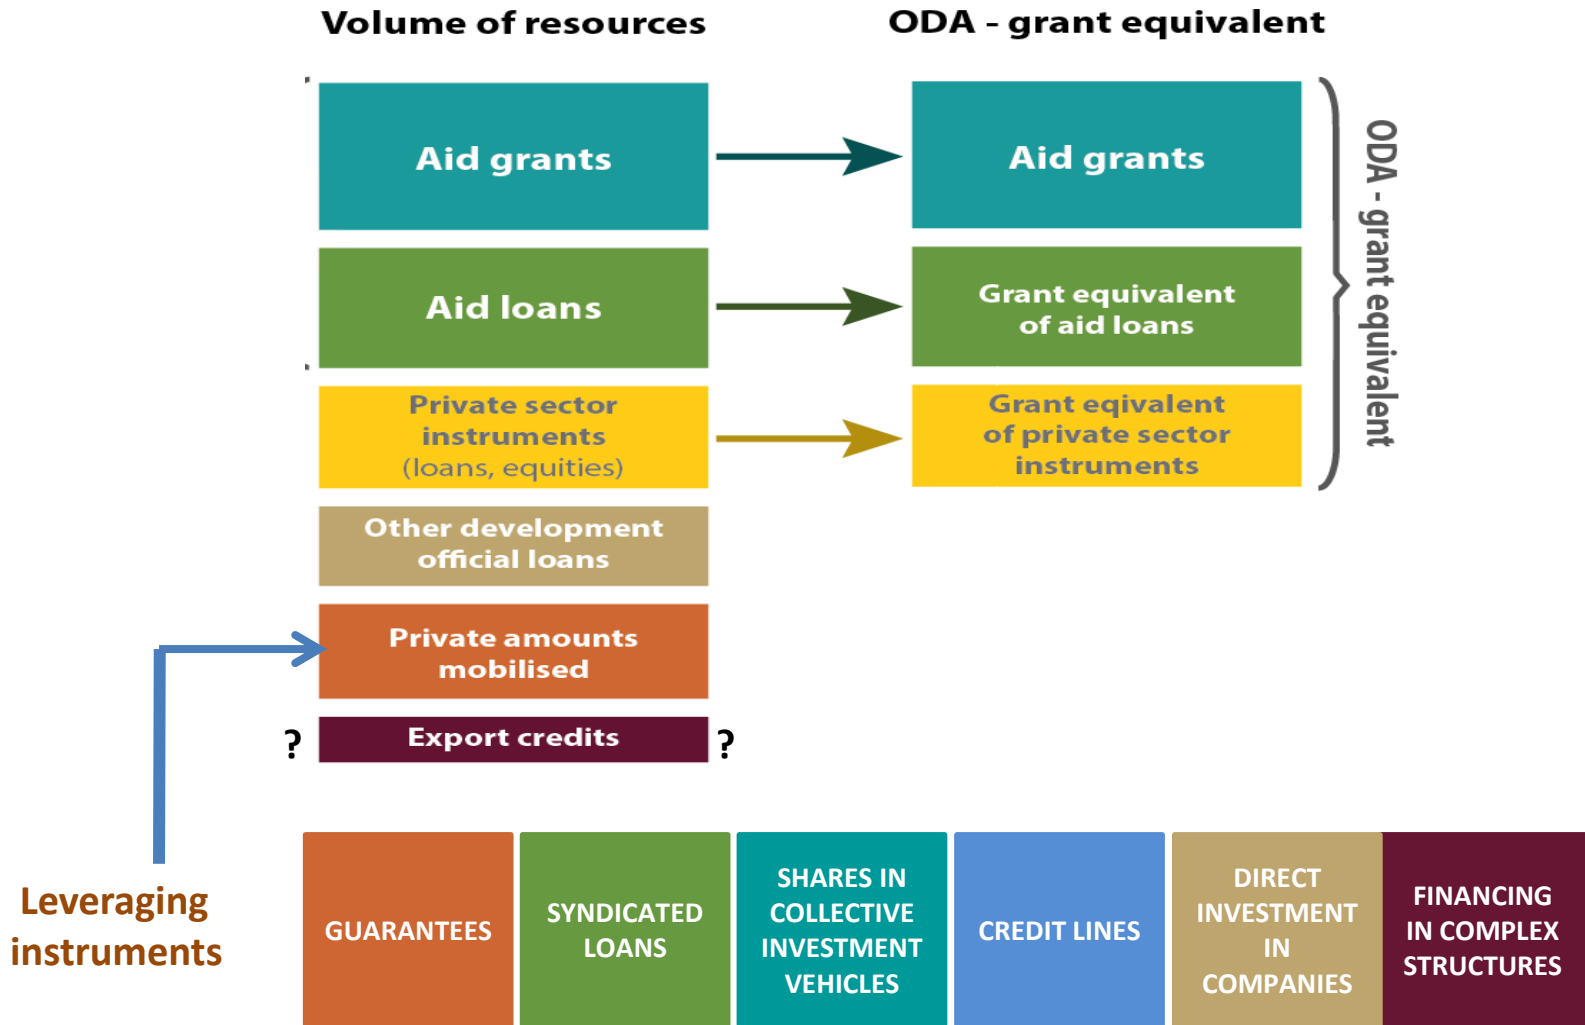 Volume of resources
ODA - grant equivalent
Aid grants
Aid grants
Aid loans
Grant equivalent
of aid loans
Private sector
instruments
(loans, equities)
Grant eqivalent
of private sector
instruments
ODA - grant equivalent
Other development
official loans
Private amounts
mobilised
? Export credits ?
Leveraging
instruments
GUARANTEES
SYNDICATED
LOANS
SHARES IN
COLLECTIVE
INVESTMENT
VEHICLES
CREDIT LINES
DIRECT
INVESTMENT
IN
COMPANIES
FINANCING
IN COMPLEX
STRUCTURES